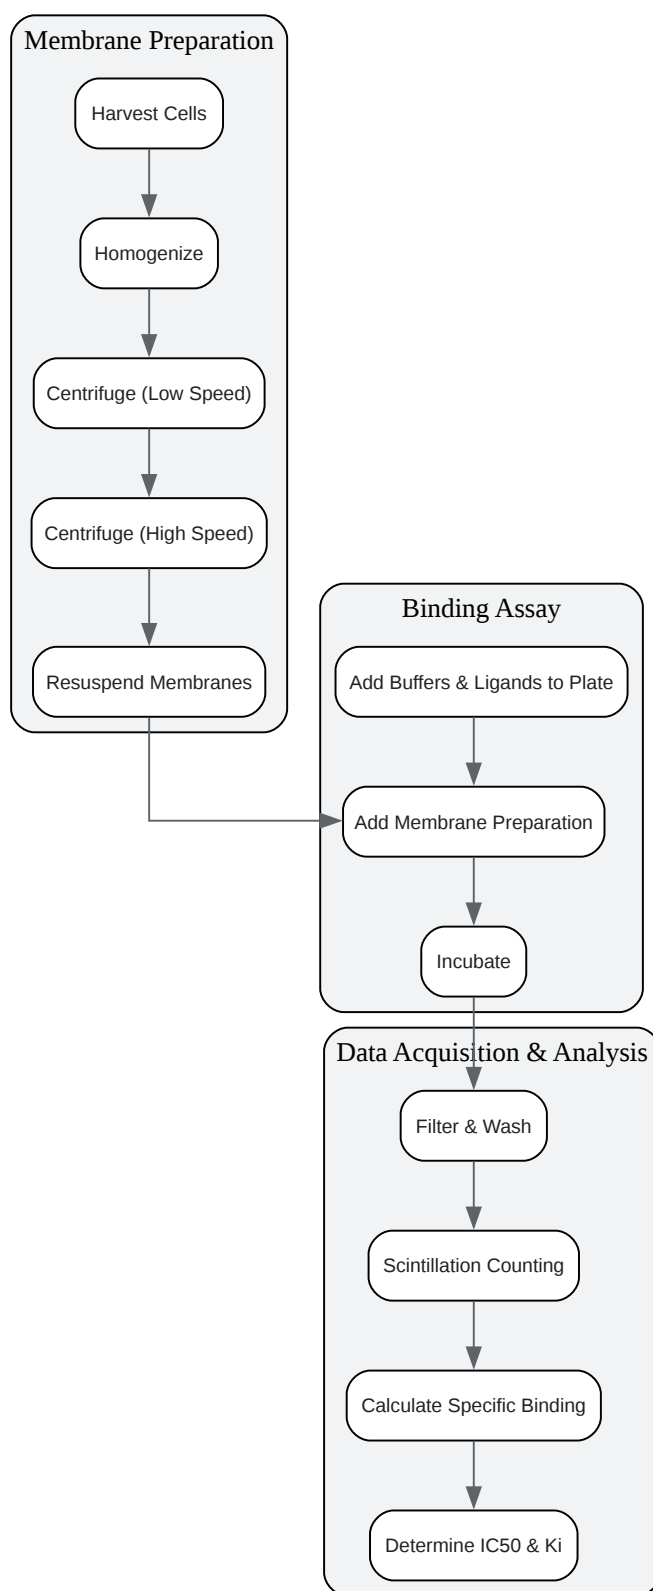 Membrane Preparation
Harvest Cells
Homogenize
Centrifuge (Low Speed)
Centrifuge (High Speed)
Resuspend Membranes
Binding Assay
Add Buffers & Ligands to Plate
Add Membrane Preparation
Incubate
Data Acquisition & Analysis
Filter & Wash
Scintillation Counting
Calculate Specific Binding
Determine IC50 & Ki